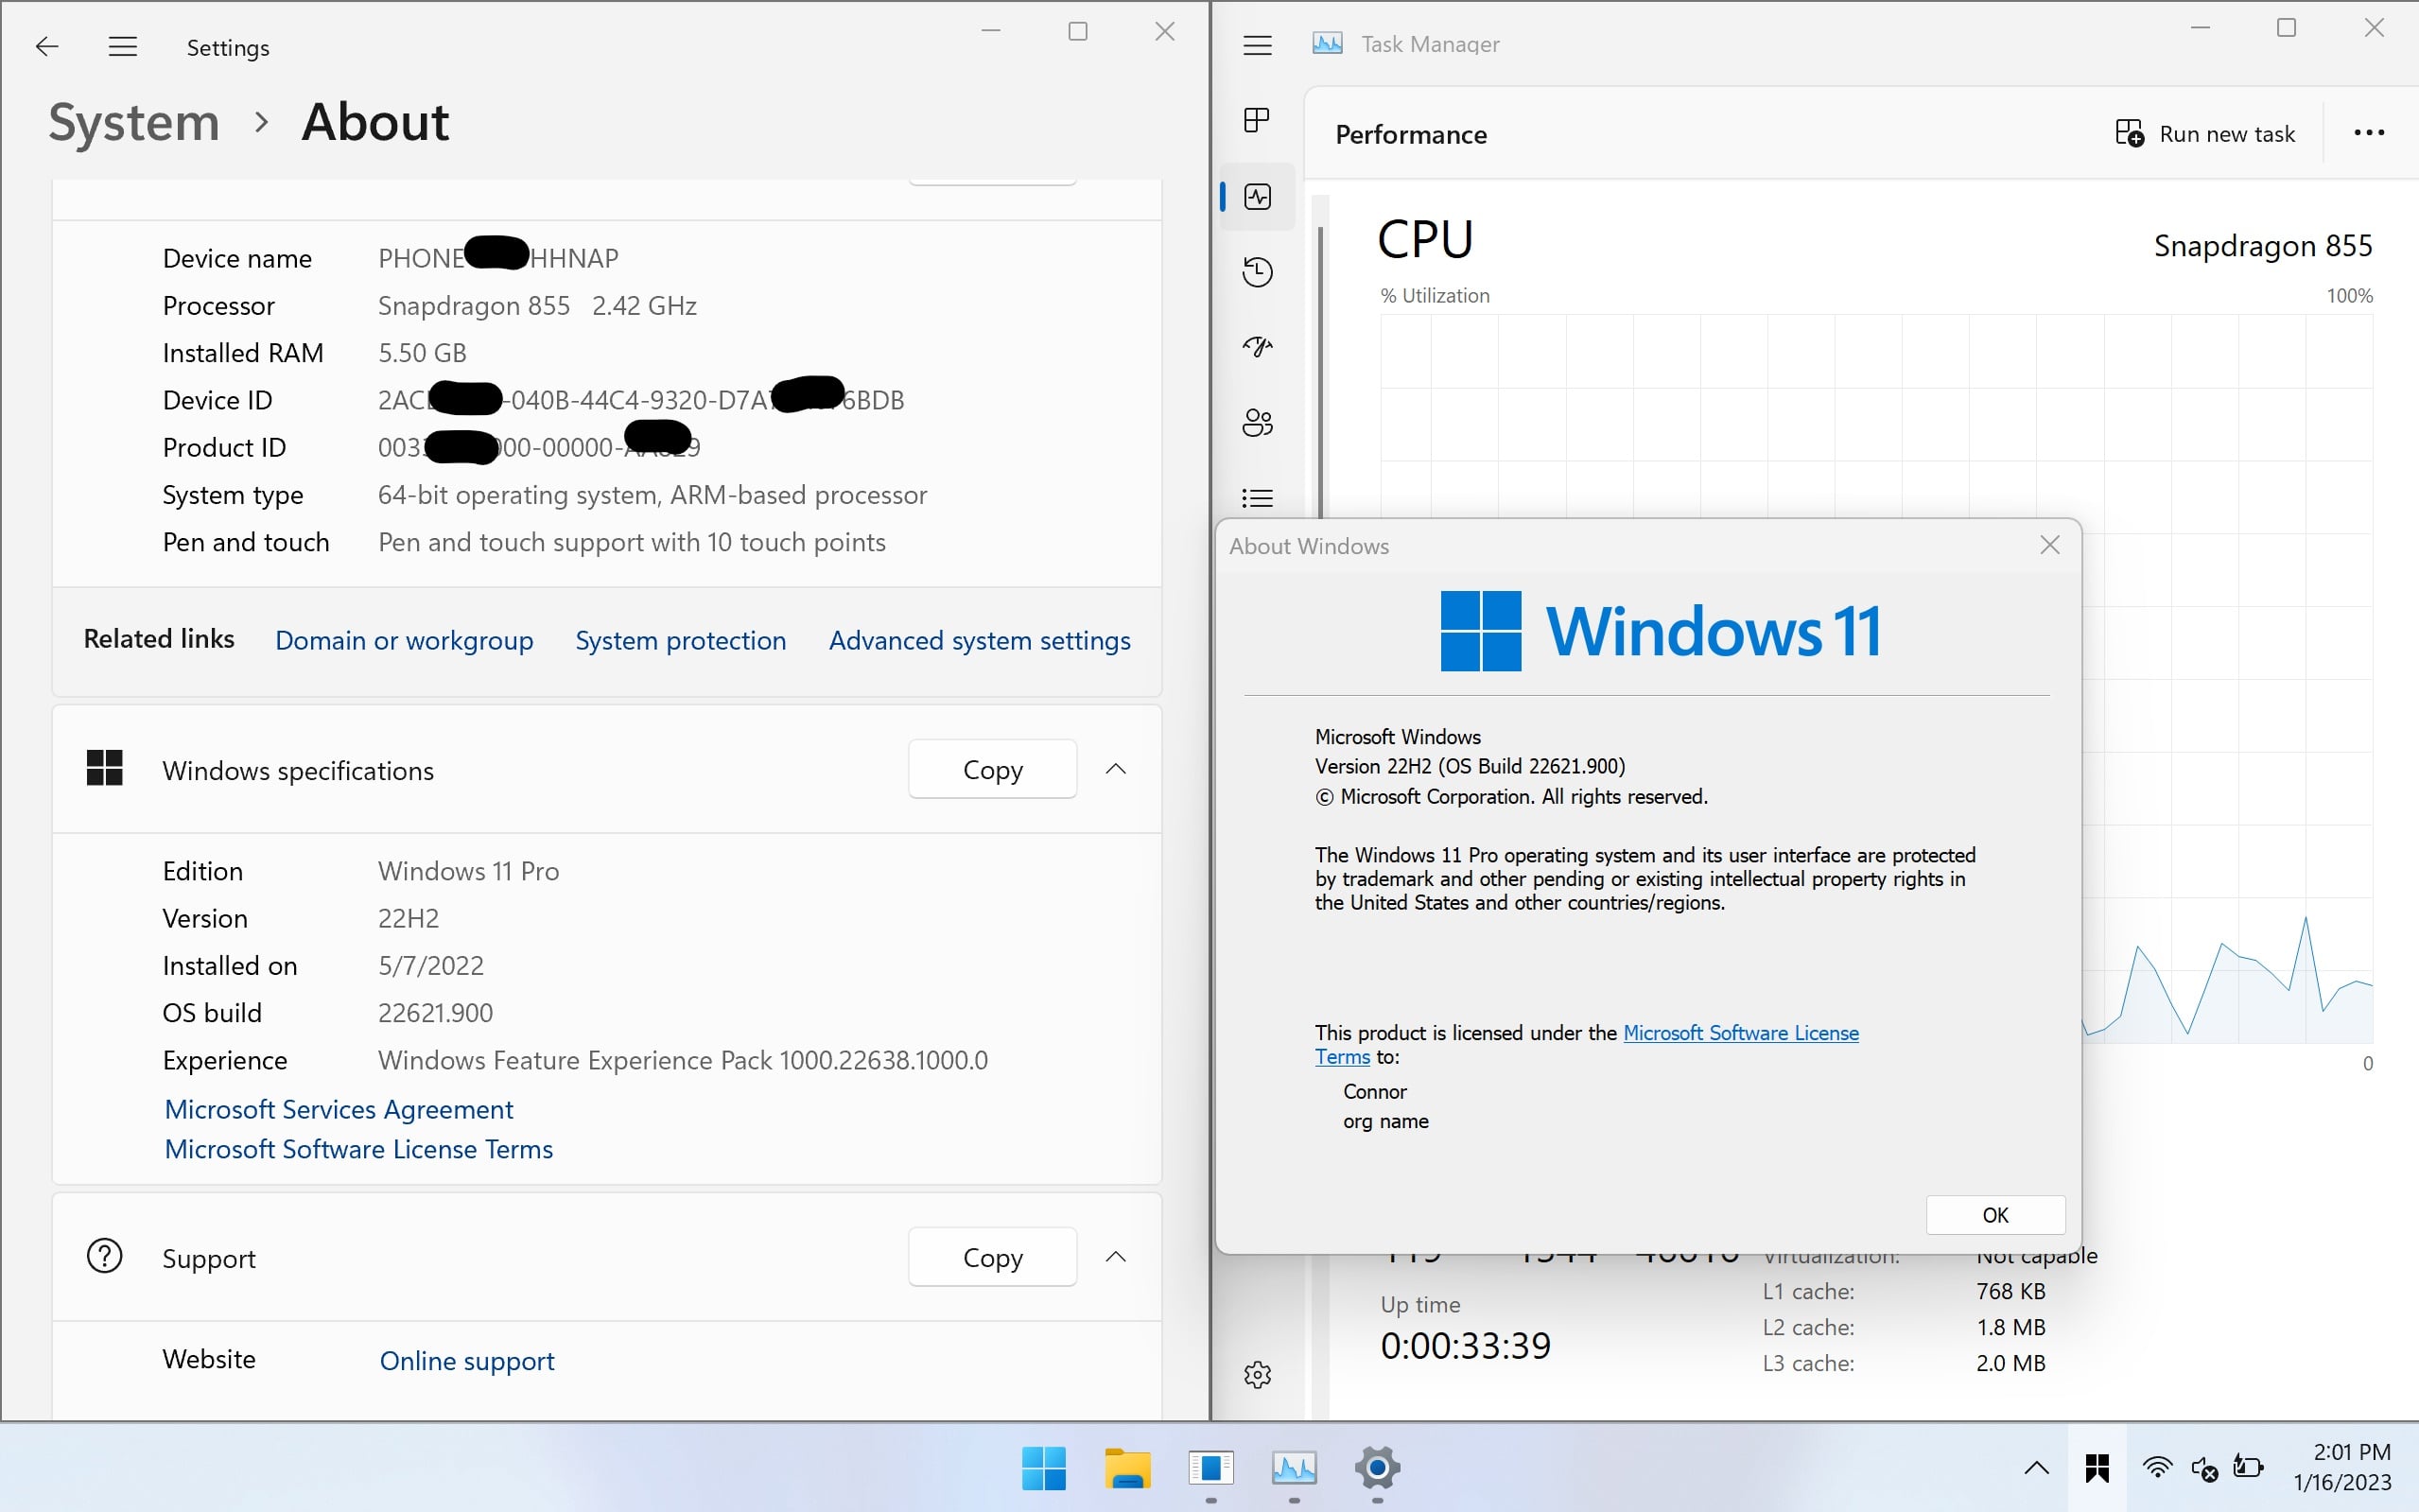 Settings
System > About
Device name PHONE HHNAP
Processor Snapdragon 855 2.42 GHz
Installed RAM 5.50 GB
Device ID 2AC -040B-44C4-9320-D7A 6BDB
Product ID 003 00-00000- 9
System type 64-bit operating system, ARM-based processor
Pen and touch Pen and touch support with 10 touch points
Related links Domain or workgroup System protection Advanced system settings
Windows specifications Copy
Edition Windows 11 Pro
Version 22H2
Installed on 5/7/2022
OS build 22621.900
Experience Windows Feature Experience Pack 1000.22638.1000.0
Microsoft Services Agreement
Microsoft Software License Terms
Support Copy
Website Online support
Task Manager
Performance Run new task
CPU Snapdragon 855
% Utilization 100%
About Windows
Windows 11
Microsoft Windows
Version 22H2 (OS Build 22621.900)
© Microsoft Corporation. All rights reserved.
The Windows 11 Pro operating system and its user interface are protected
by trademark and other pending or existing intellectual property rights in
the United States and other countries/regions.
This product is licensed under the Microsoft Software License
Terms to:
Connor
org name
OK
0
Virtualization: Not capable
L1 cache: 768 KB
Up time
L2 cache: 1.8 MB
0:00:33:39
L3 cache: 2.0 MB
2:01 PM
1/16/2023